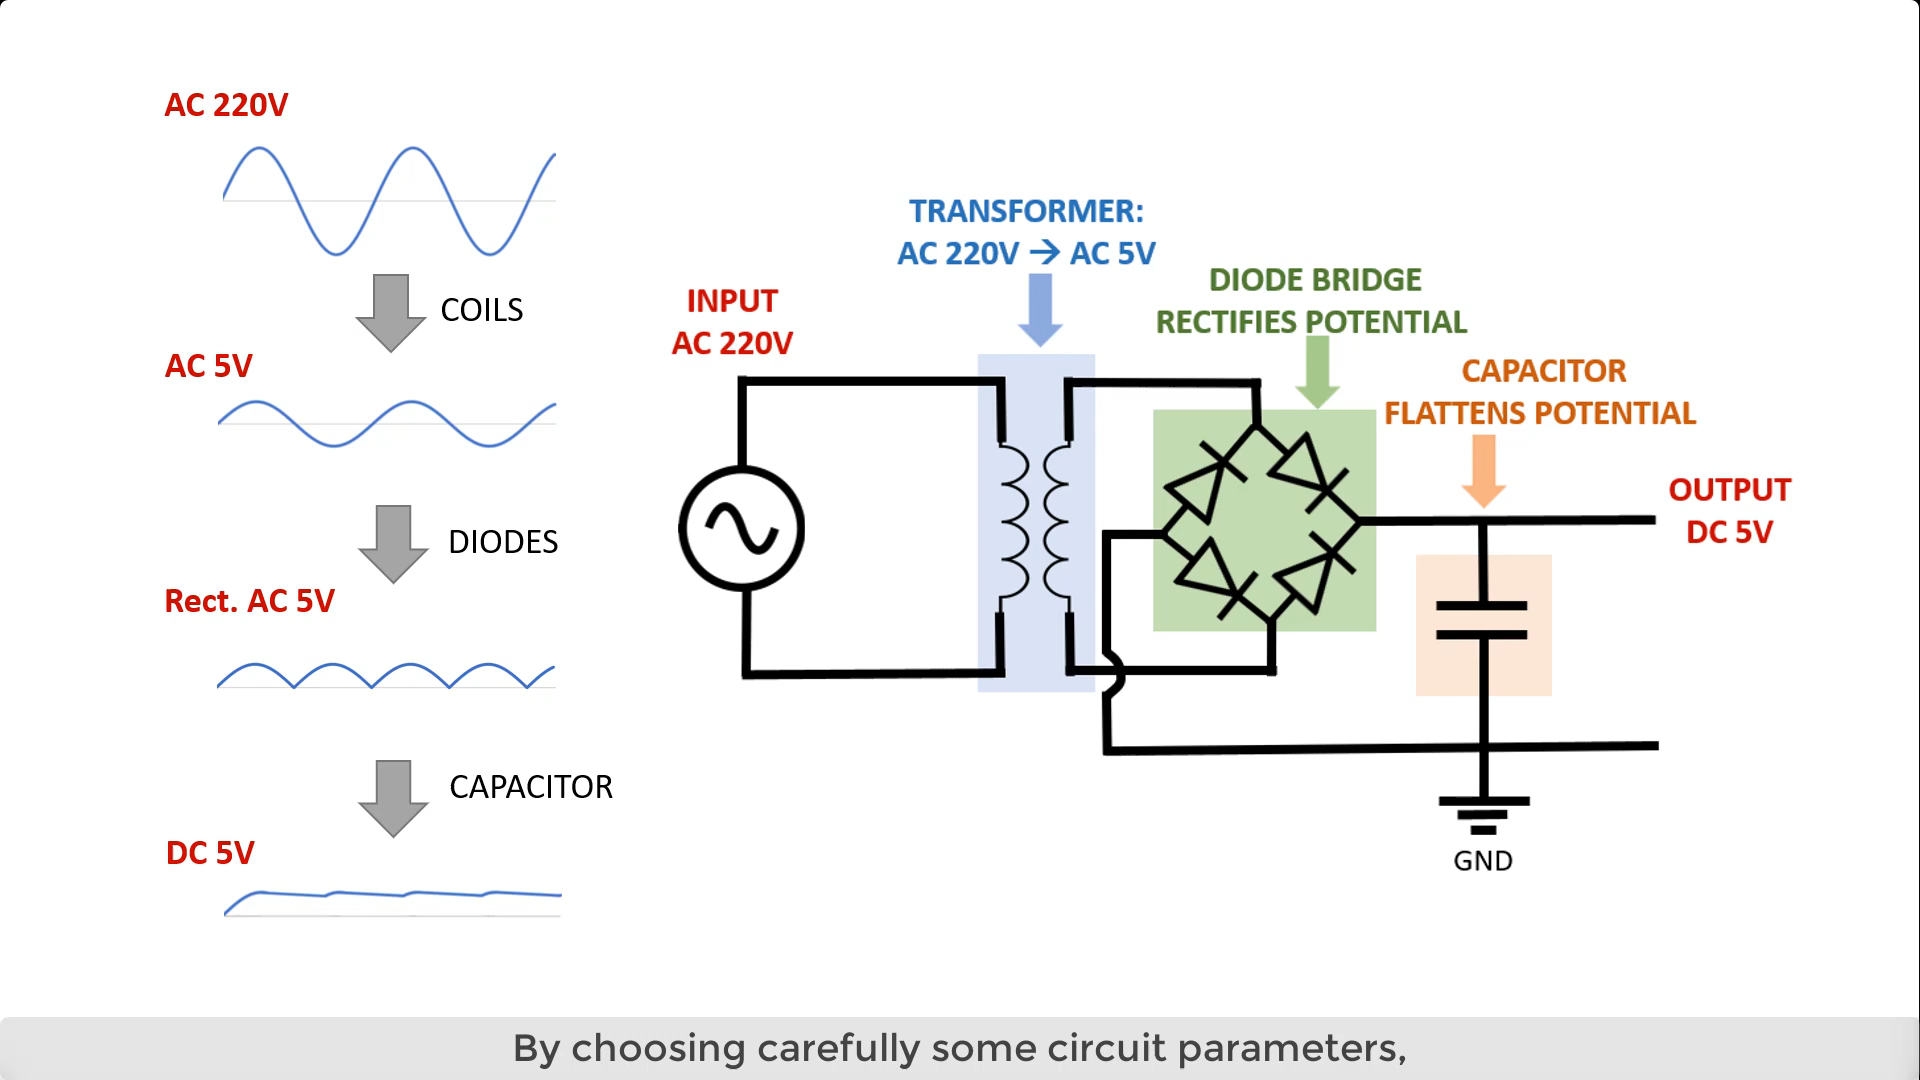 AC 220V
COILS
AC 5V
DIODES
Rect. AC 5V
CAPACITOR
DC 5V
INPUT
AC 220V
TRANSFORMER:
AC 220V → AC 5V
DIODE BRIDGE
RECTIFIES POTENTIAL
CAPACITOR
FLATTENS POTENTIAL
OUTPUT
DC 5V
GND
By choosing carefully some circuit parameters,